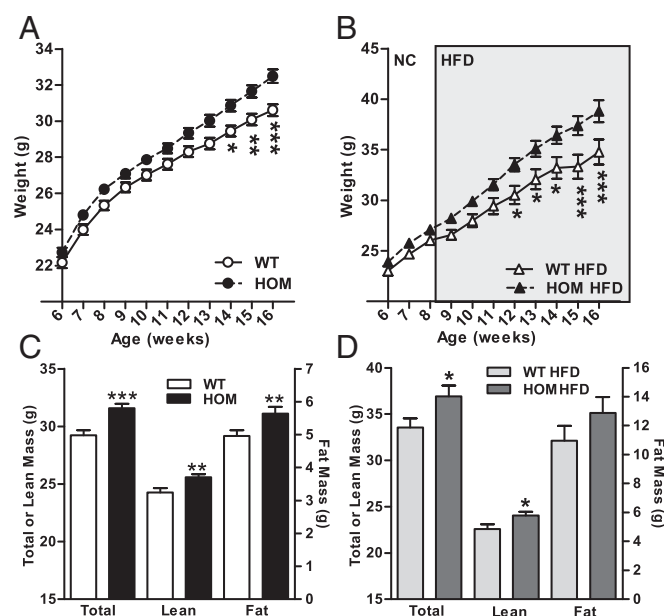 A
B
34
32
30
28
26
24
22
Weight (g)
* ** ***
WT
HOM
6 7 8 9 10 11 12 13 14 15 16
Age (weeks)
45
40
35
30
25
Weight (g)
NC HFD
* * * *** ***
WT HFD
HOM HFD
6 7 8 9 10 11 12 13 14 15 16
Age (weeks)
C
D
35
30
25
20
15
Total or Lean Mass (g)
WT
HOM
*** ** **
7
6
5
4
3
2
1
0
Fat Mass (g)
Total Lean Fat
40
35
30
25
20
15
Total or Lean Mass (g)
WT HFD
HOM HFD
* *
16
14
12
10
8
6
4
2
0
Fat Mass (g)
Total Lean Fat